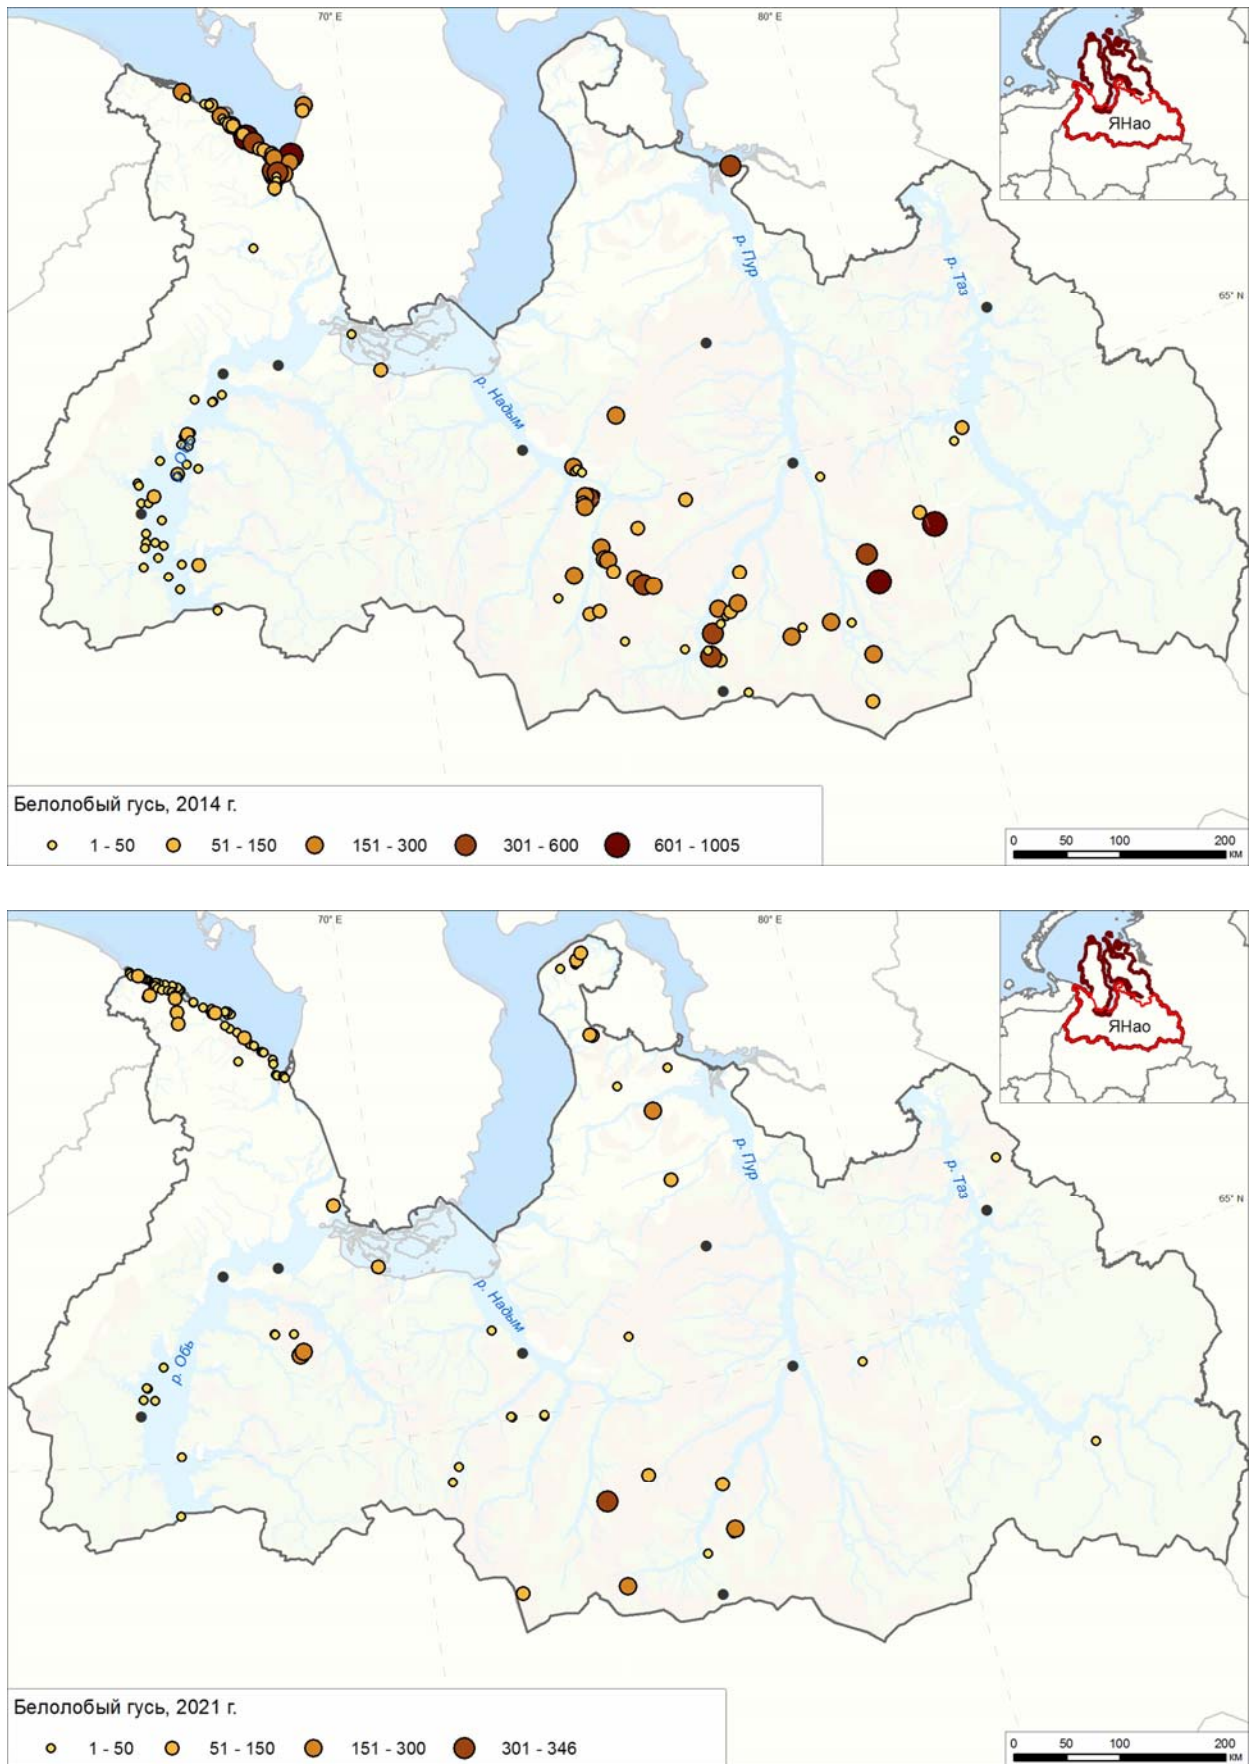 70° E
80° E
ЯНао
р. Пур
р. Таз
65° N
р. Надым
Белолобый гусь, 2014 г.
1 - 50 51 - 150 151 - 300 301 - 600 601 - 1005
0 50 100 200
КМ
70° E
80° E
ЯНао
р. Пур
р. Таз
65° N
р. Надым
р. Обь
Белолобый гусь, 2021 г.
1 - 50 51 - 150 151 - 300 301 - 346
0 50 100 200
КМ